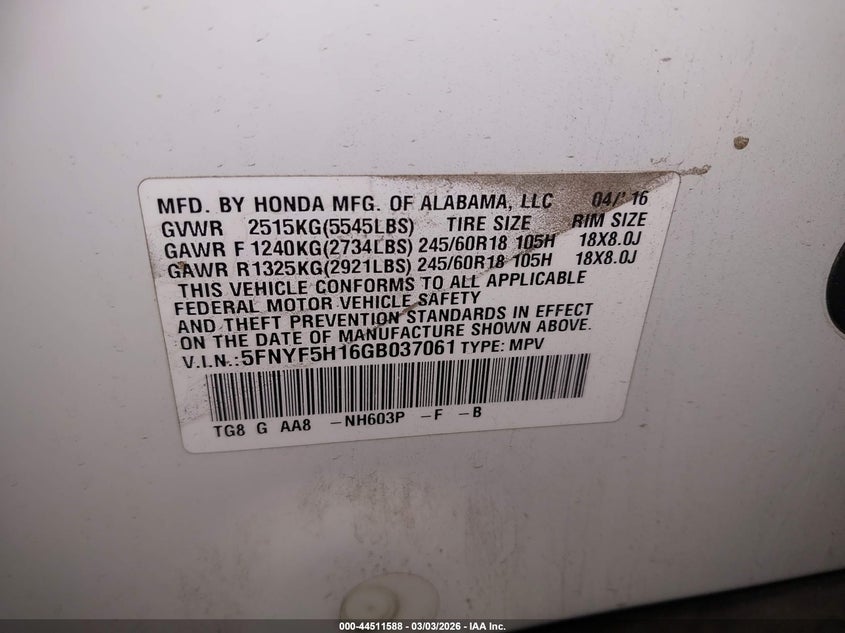 MFD. BY HONDA MFG. OF ALABAMA, LLC 04/'16
GVWR 2515KG(5545LBS) TIRE SIZE RIM SIZE
GAWR F 1240KG(2734LBS) 245/60R18 105H 18X8.0J
GAWR R1325KG(2921LBS) 245/60R18 105H 18X8.0J
THIS VEHICLE CONFORMS TO ALL APPLICABLE
FEDERAL MOTOR VEHICLE SAFETY
AND THEFT PREVENTION STANDARDS IN EFFECT
ON THE DATE OF MANUFACTURE SHOWN ABOVE.
V.I.N.:5FNYF5H16GB037061 TYPE: MPV
TG8 G AA8 -NH603P -F -B
000-44511588 - 03/03/2026 - IAA Inc.